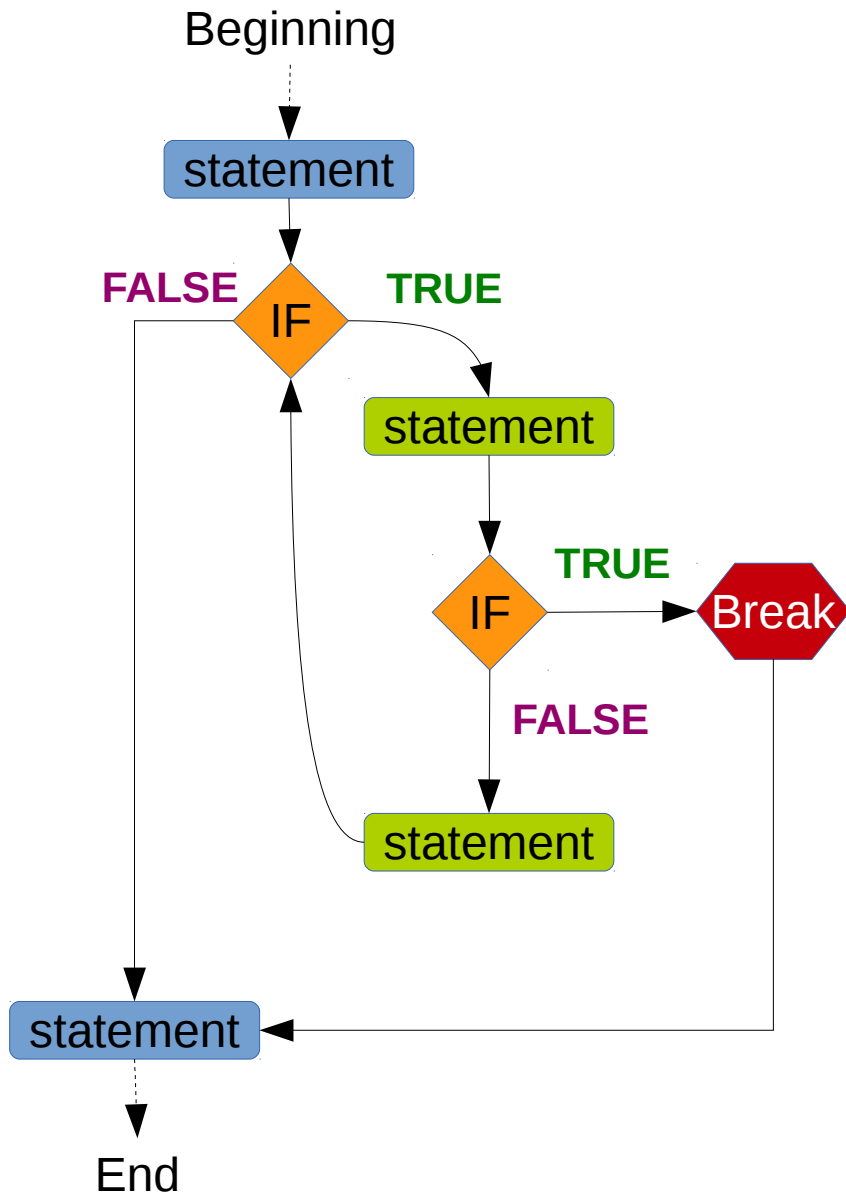 Beginning
statement
FALSE
TRUE
IF
statement
TRUE
IF
Break
FALSE
statement
statement
End